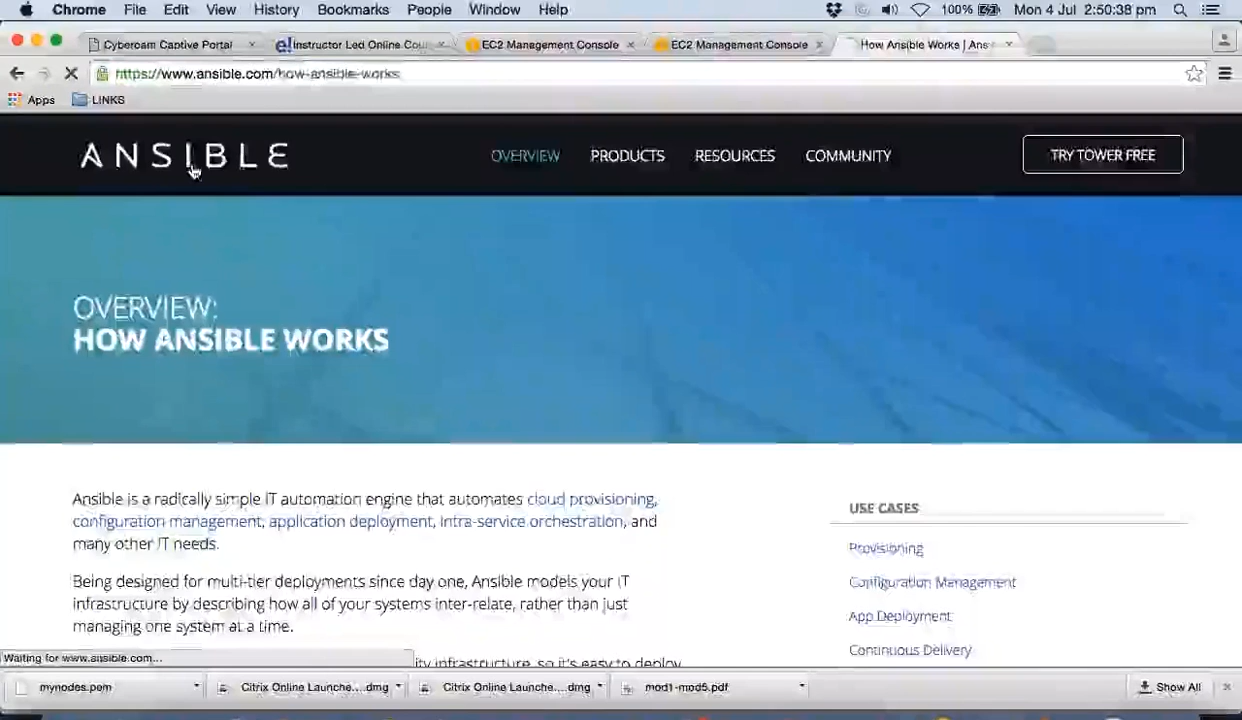 Chrome File Edit View History Bookmarks People Window Help 100% Mon 4 Jul 2:50:38 pm
Cyberoam Captive Portal
Instructor Led Online Cou
EC2 Management Console
EC2 Management Console
How Ansible Works | Ans
https://www.ansible.com/how-ansible-works
Apps LINKS
ANSIBLE OVERVIEW PRODUCTS RESOURCES COMMUNITY TRY TOWER FREE
OVERVIEW:
HOW ANSIBLE WORKS
Ansible is a radically simple IT automation engine that automates cloud provisioning,
configuration management, application deployment, intra-service orchestration, and
many other IT needs.
Being designed for multi-tier deployments since day one, Ansible models your IT
infrastructure by describing how all of your systems inter-relate, rather than just
managing one system at a time.
ity infrastructure, so it's easy to deploy
USE CASES
Provisioning
Configuration Management
App Deployment
Continuous Delivery
Waiting for www.ansible.com...
mynodes.pem
Citrix Online Launche....dmg
Citrix Online Launche....dmg
mod1-mod5.pdf
Show All